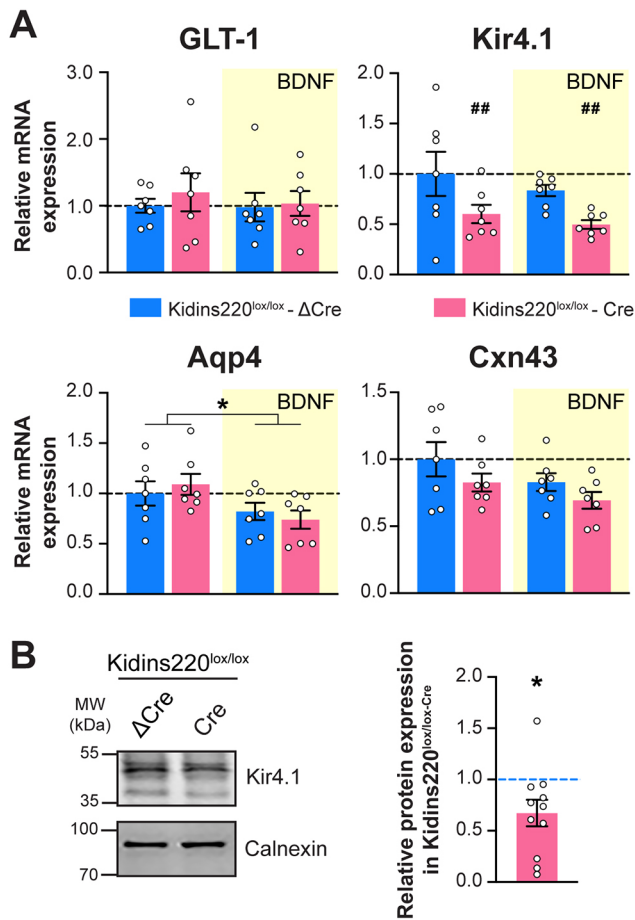 A
GLT-1
Kir4.1
Relative mRNA
expression
3.0
2.0
1.0
0.0
BDNF
2.0
1.5
1.0
0.5
0.0
BDNF
##
##
Kidins220lox/lox - ΔCre
Kidins220lox/lox - Cre
Aqp4
Cxn43
Relative mRNA
expression
2.0
1.5
1.0
0.5
0.0
*
BDNF
1.5
1.0
0.5
0.0
BDNF
B
Kidins220lox/lox
MW
(kDa)
ΔCre
Cre
55
35
Kir4.1
100
70
Calnexin
Relative protein expression
in Kidins220lox/lox-Cre
2.0
1.5
1.0
0.5
0.0
*